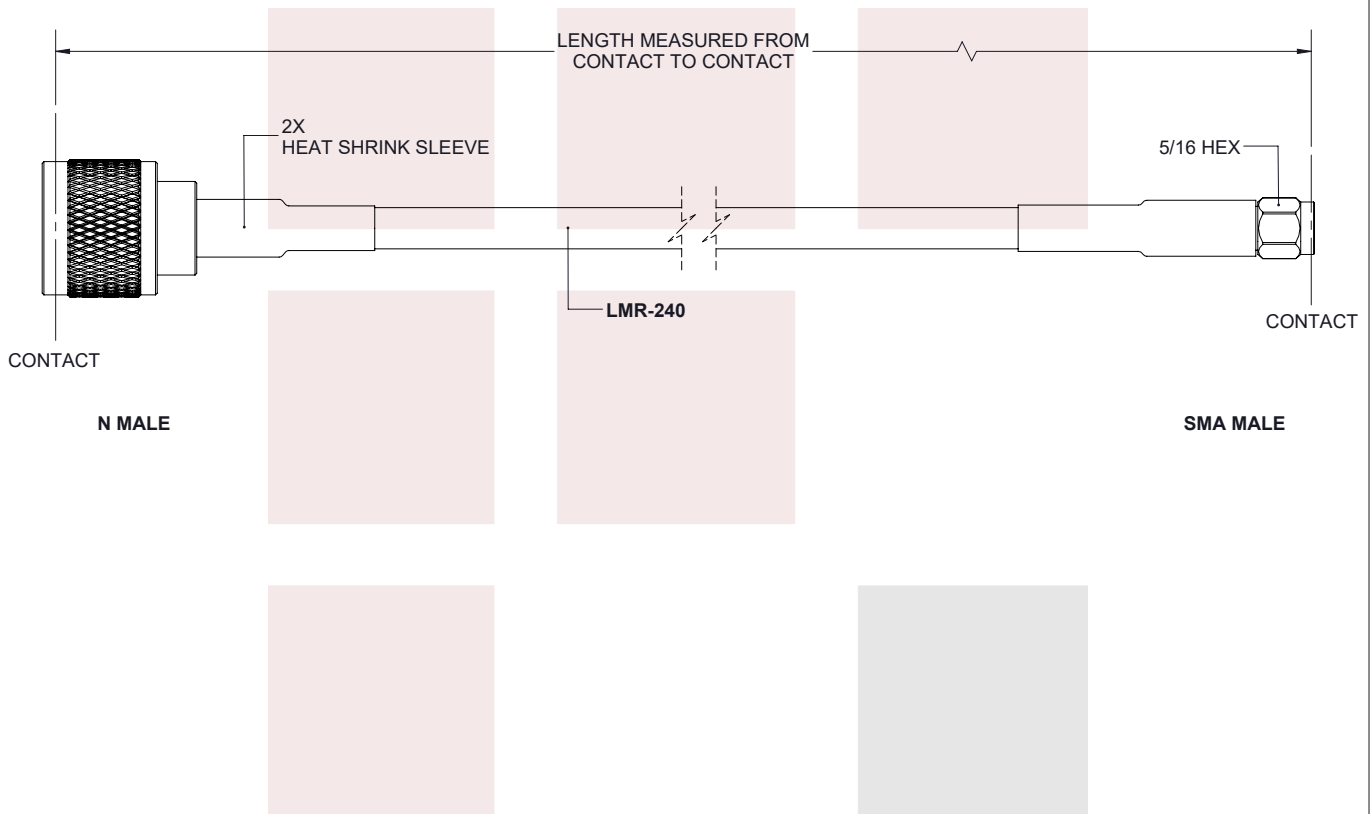 LENGTH MEASURED FROM
CONTACT TO CONTACT
2X
HEAT SHRINK SLEEVE
5/16 HEX
LMR-240
CONTACT
CONTACT
N MALE
SMA MALE